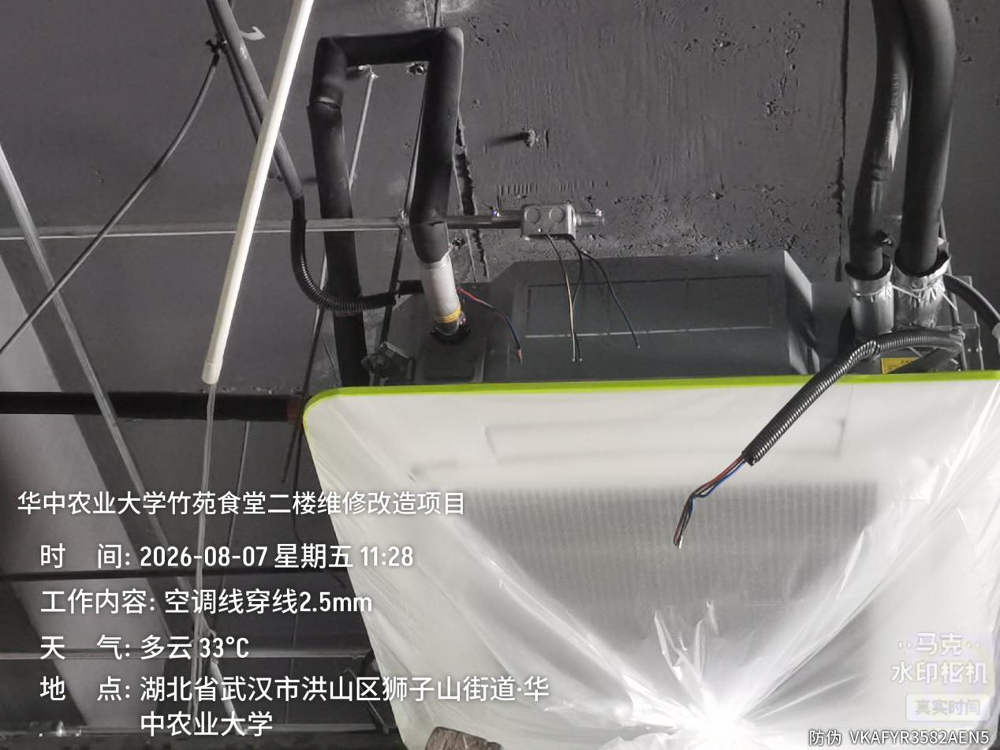 华中农业大学竹苑食堂二楼维修改造项目
时 间: 2026-08-07 星期五 11:28
工作内容: 空调线穿线2.5mm
天 气: 多云 33°C
地 点: 湖北省武汉市洪山区狮子山街道·华
中农业大学
马克
水印相机
真实时间
防伪 VKAFYR3582AEN5